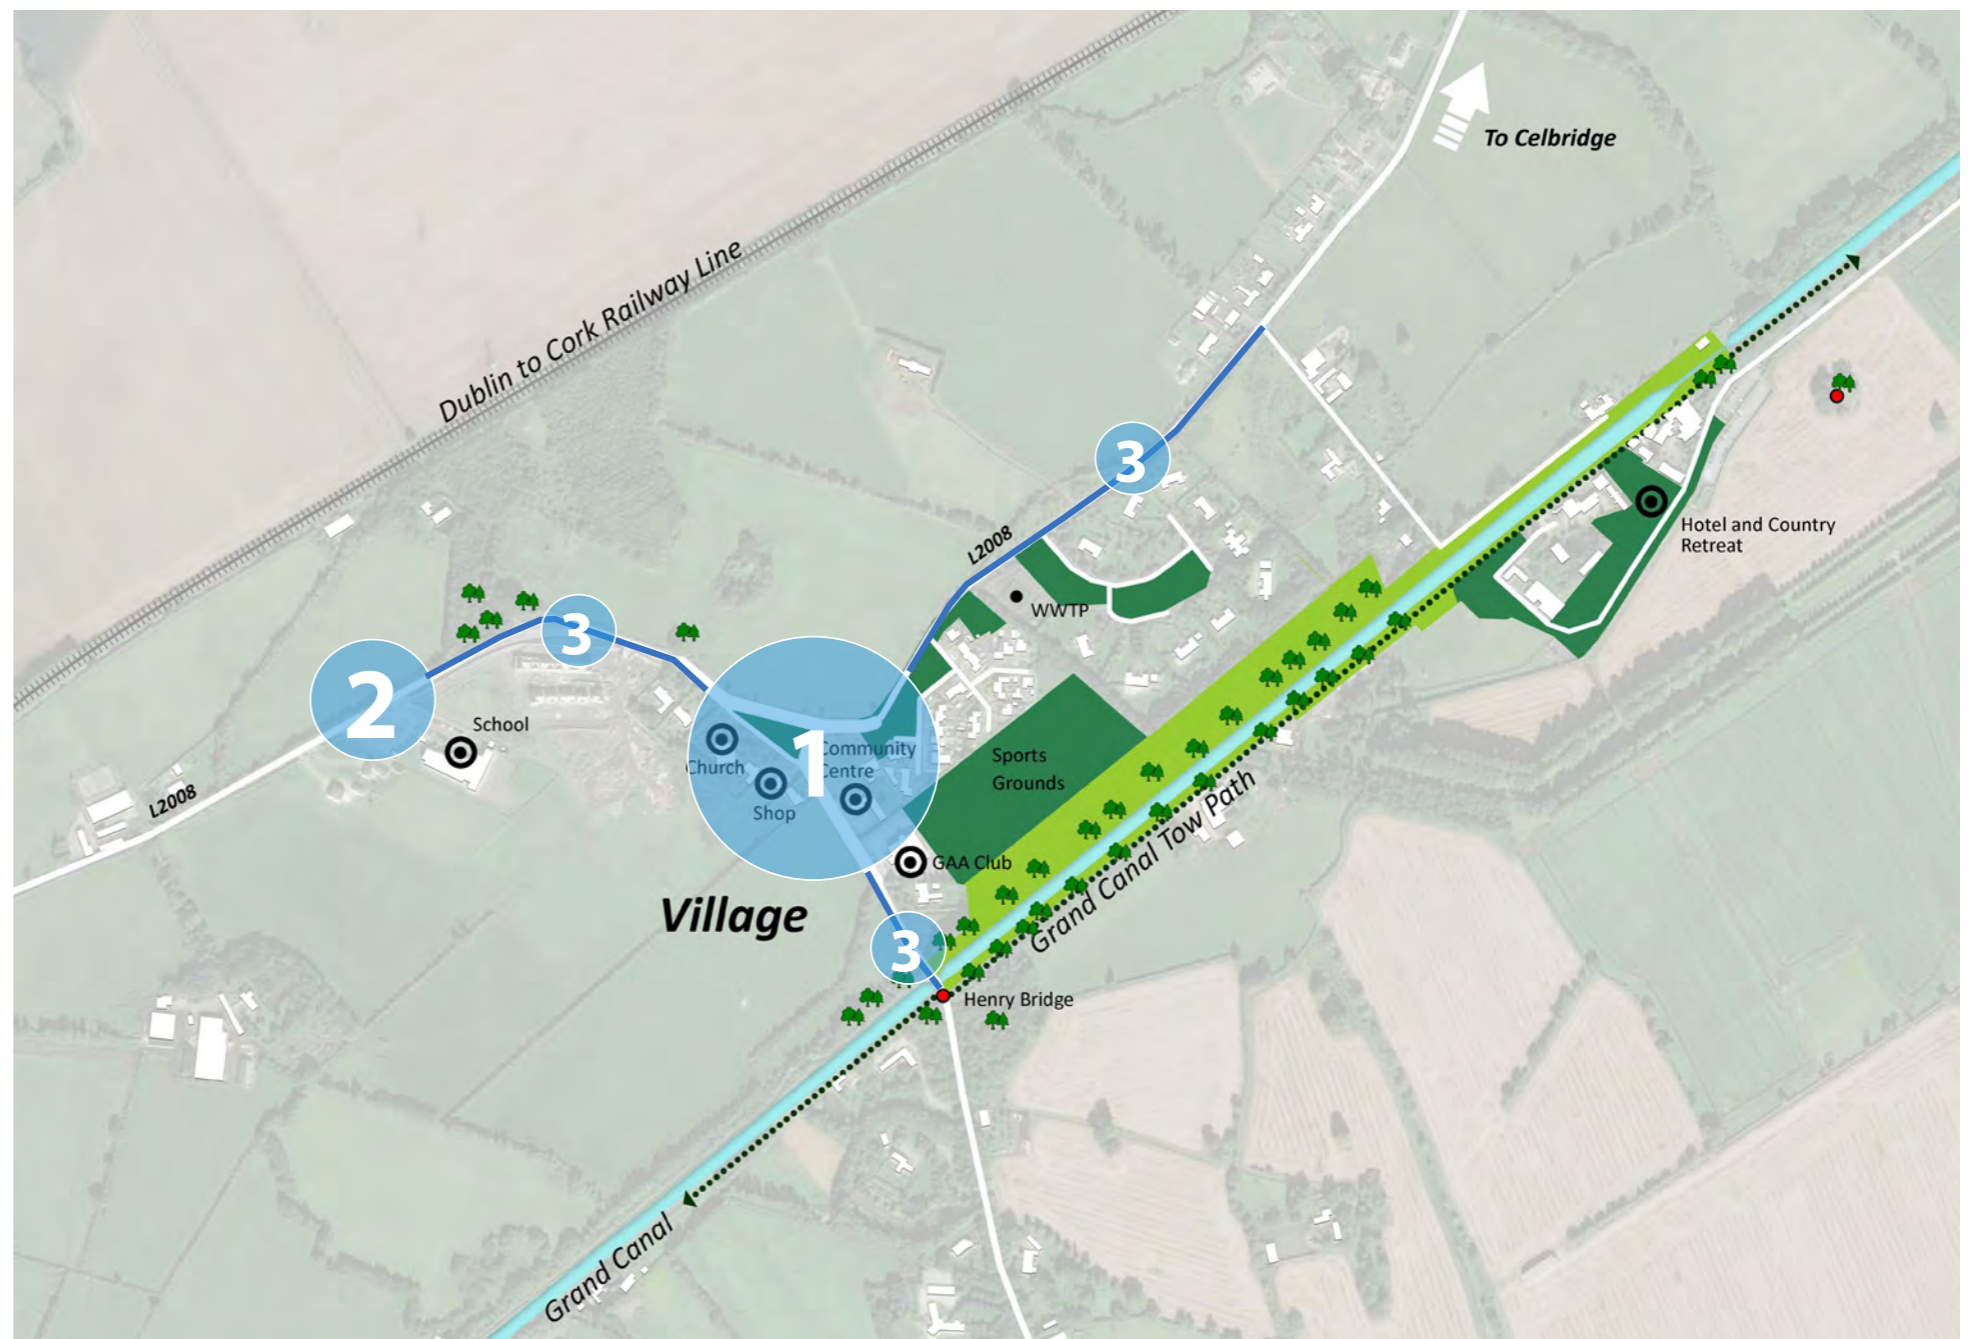 To Celbridge
Dublin to Cork Railway Line
3
L2008
Hotel and Country
Retreat
WWTP
3
2
School
L2008
1
Church
Community
Centre
Shop
Sports
Grounds
GAA Club
Village
3
Grand Canal Tow Path
Henry Bridge
Grand Canal